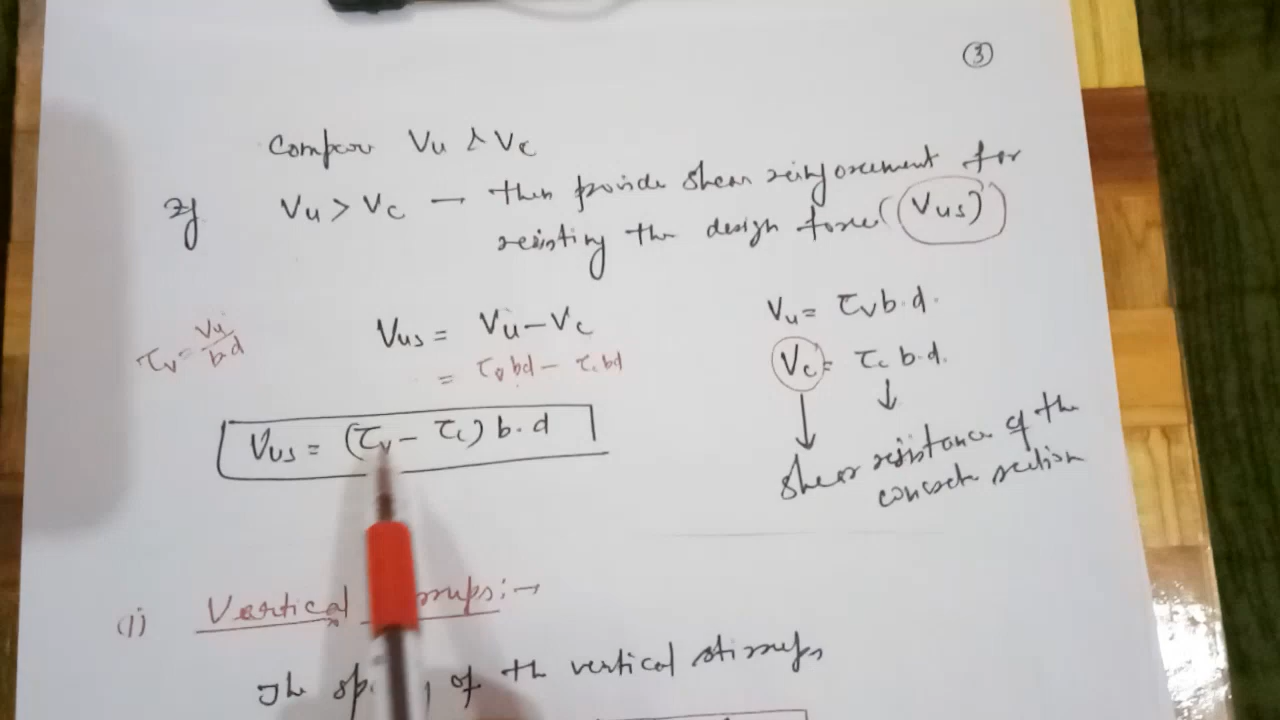 ③
Compare Vu & Vc
If Vu > Vc — then provide shear reinforcement for
resisting the design force (Vus)
τv = Vu/b.d
Vus = Vu − Vc
= τv bd − τc bd
Vus = (τv − τc) b.d
Vu = τv b.d.
Vc = τc b.d.
shear resistance of the
concrete section
(i) Vertical :→
The of the vertical stirrups